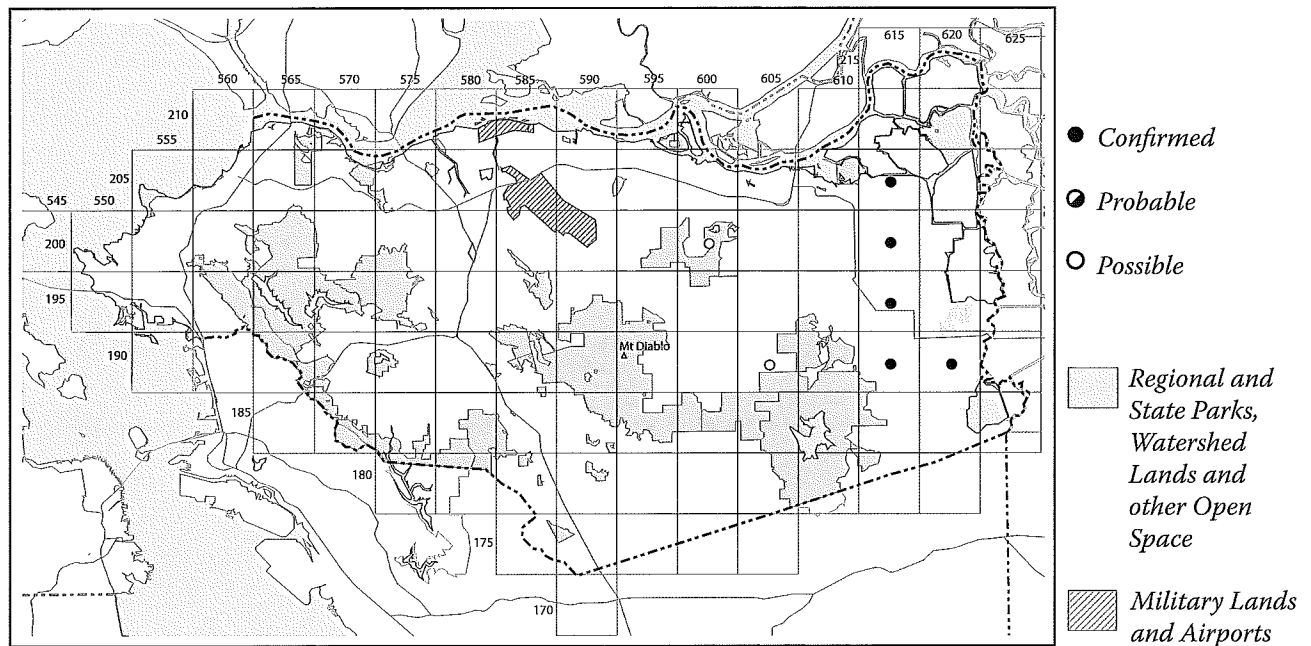 615
620
625
215
560
565
570
575
580
585
590
595
600
605
610
210
555
205
545
550
200
195
Mt Diablo
190
185
180
175
170
Confirmed
Probable
Possible
Regional and
State Parks,
Watershed
Lands and
other Open
Space
Military Lands
and Airports